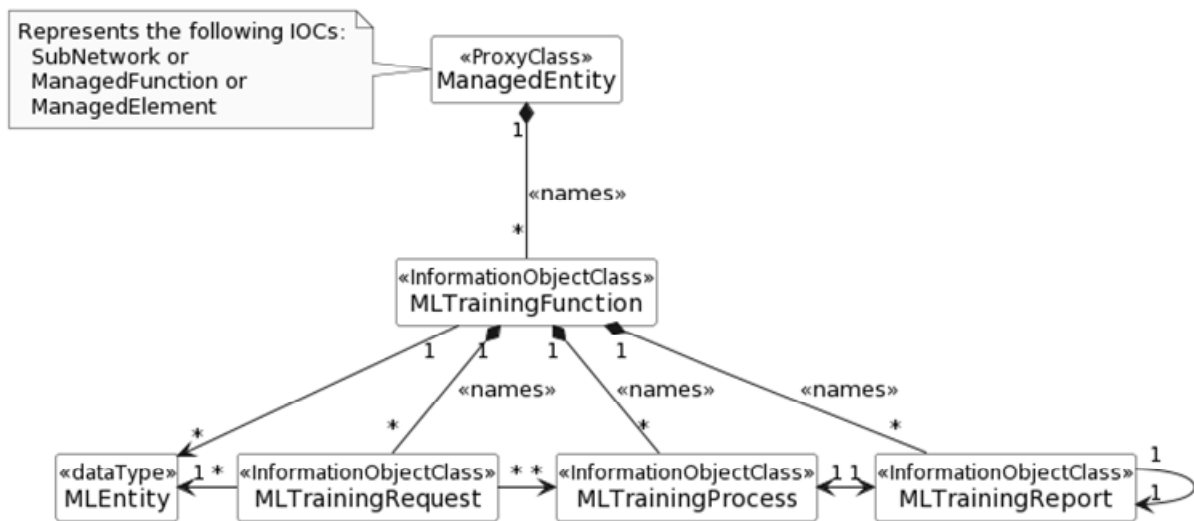 Represents the following IOCs:
SubNetwork or
ManagedFunction or
ManagedElement
«ProxyClass»
ManagedEntity
1
«names»
*
«InformationObjectClass»
MLTrainingFunction
1 1 1 1
«names» «names» «names»
* * * *
«dataType»
MLEntity
1 *
«InformationObjectClass»
MLTrainingRequest
* *
«InformationObjectClass»
MLTrainingProcess
1 1
«InformationObjectClass»
MLTrainingReport
1
1